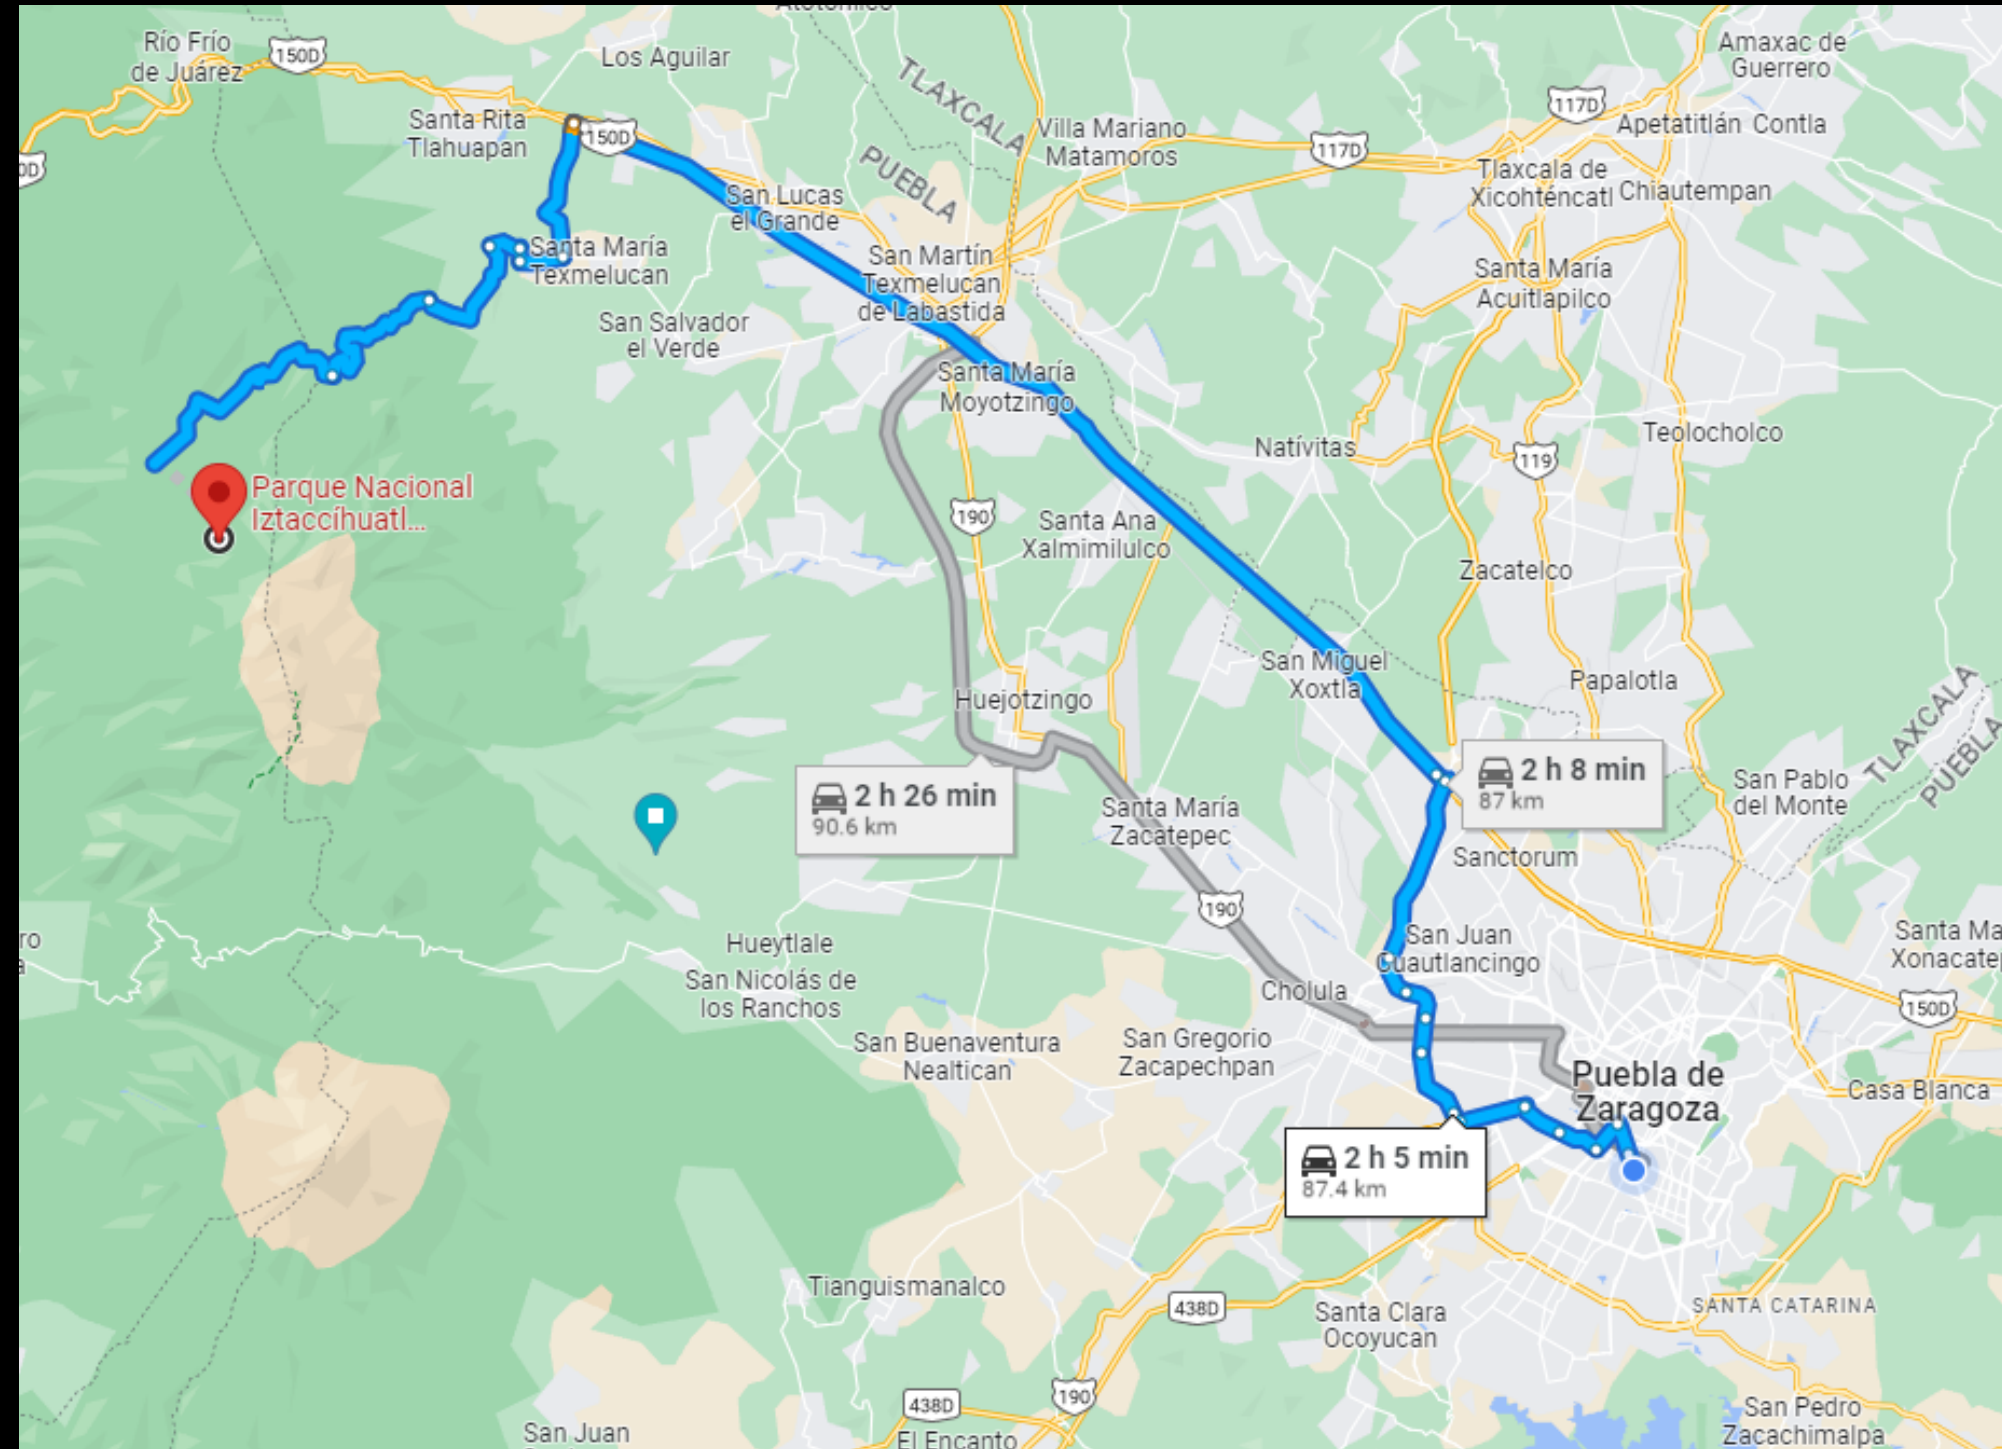 Río Frío
de Juárez
150D
Los Aguilar
Amaxac de
Guerrero
TLAXCALA
PUEBLA
117D
Santa Rita
Tlahuapan
150D
Villa Mariano
Matamoros
117D
Apetatitlán
Contla
0D
Tlaxcala de
Xicohténcatl
Chiautempan
San Lucas
el Grande
Santa María
Texmelucan
San Martín
Texmelucan
de Labastida
Santa María
Acuitlapilco
San Salvador
el Verde
Santa María
Moyotzingo
Natívitas
119
Teolocholco
Parque Nacional
Iztaccíhuatl...
190
Santa Ana
Xalmimilulco
Zacatelco
San Miguel
Xoxtla
Papalotla
Huejotzingo
TLAXCALA
PUEBLA
2 h 8 min
87 km
San Pablo
del Monte
2 h 26 min
90.6 km
Santa María
Zacatepec
Sanctorum
190
ro
a
Hueytlale
San Nicolás de
los Ranchos
San Juan
Cuautlancingo
Santa Ma
Xonacatep
Cholula
150D
San Buenaventura
Nealtican
San Gregorio
Zacapechpan
Puebla de
Zaragoza
Casa Blanca
2 h 5 min
87.4 km
Tianguismanalco
438D
Santa Clara
Ocoyucan
SANTA CATARINA
438D
190
San Juan
El Encanto
San Pedro
Zacachimalpa